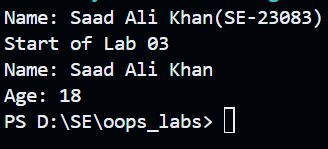 Name: Saad Ali Khan(SE-23083)
Start of Lab 03
Name: Saad Ali Khan
Age: 18
PS D:\SE\oops_labs>